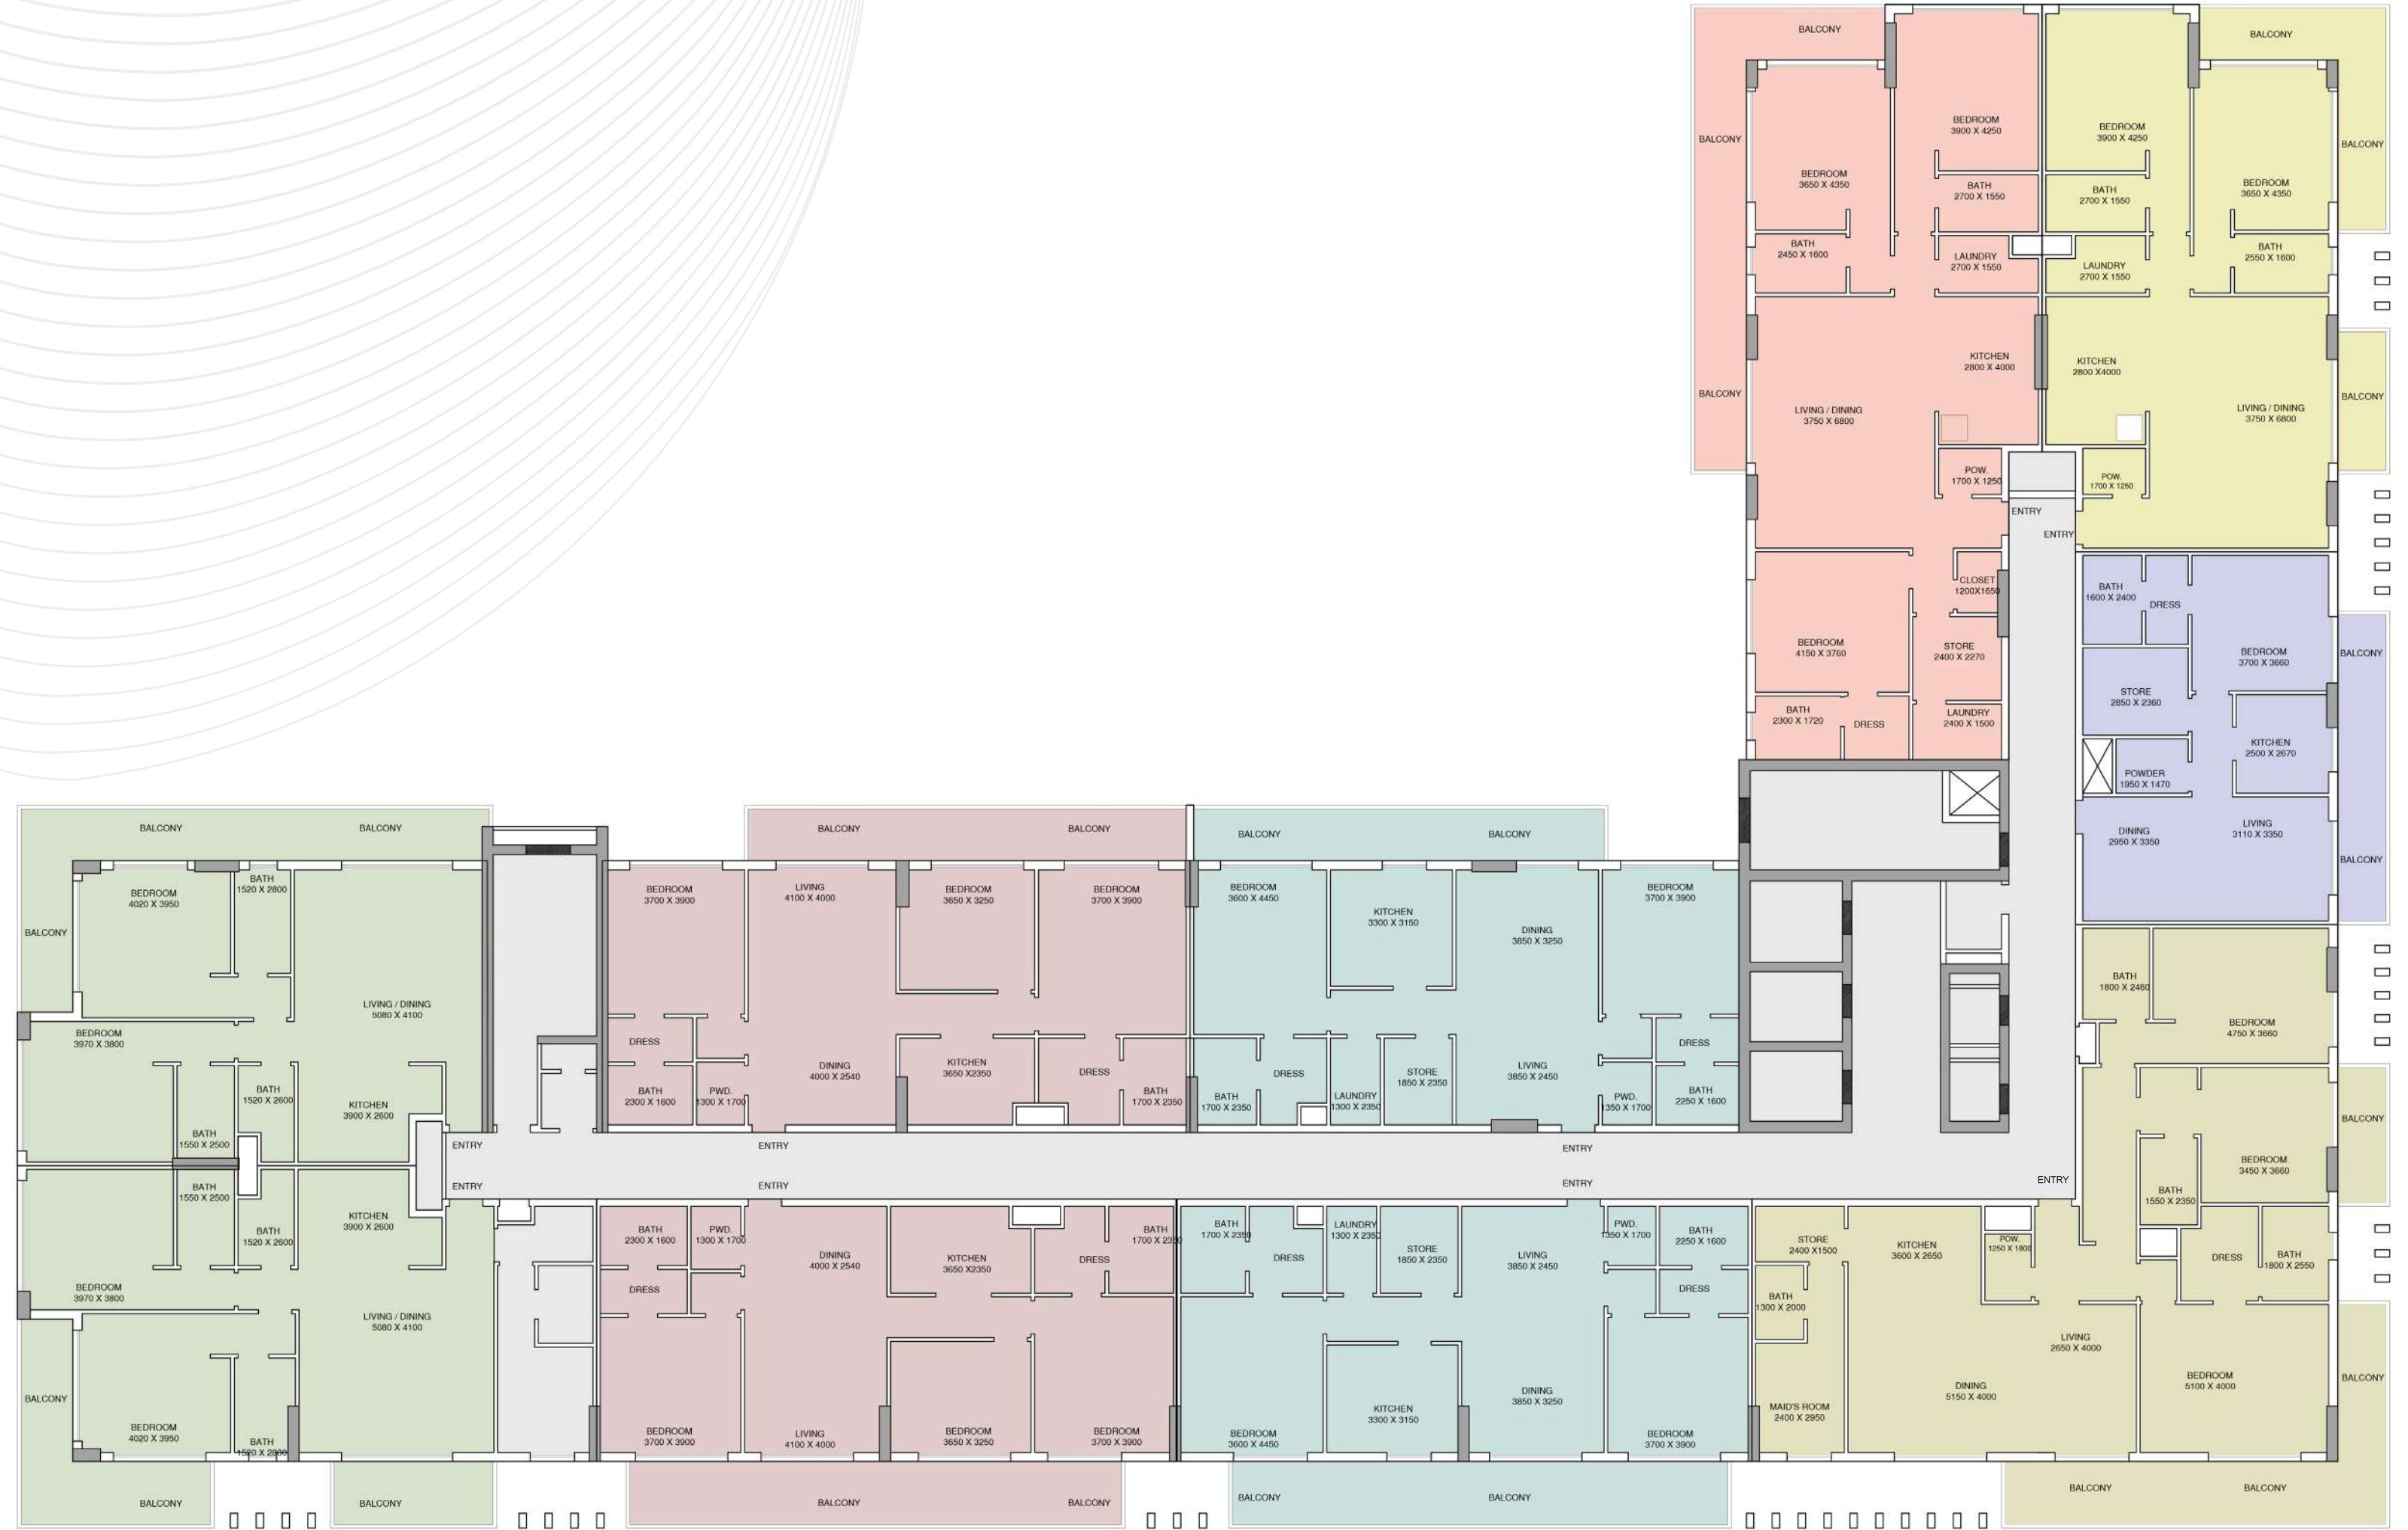 BALCONY
BALCONY
BALCONY
BALCONY
BEDROOM
3900 X 4250
BEDROOM
3900 X 4250
BEDROOM
3650 X 4350
BEDROOM
3650 X 4350
BATH
2700 X 1550
BATH
2700 X 1550
BATH
2450 X 1600
LAUNDRY
2700 X 1550
LAUNDRY
2700 X 1550
BATH
2550 X 1600
KITCHEN
2800 X 4000
KITCHEN
2800 X4000
BALCONY
BALCONY
LIVING / DINING
3750 X 6800
LIVING / DINING
3750 X 6800
POW.
1700 X 1250
POW.
1700 X 1250
ENTRY
ENTRY
CLOSET
1200X1650
BATH
1600 X 2400
DRESS
BEDROOM
4150 X 3760
STORE
2400 X 2270
BEDROOM
3700 X 3660
BALCONY
STORE
2850 X 2360
BATH
2300 X 1720
DRESS
LAUNDRY
2400 X 1500
KITCHEN
2500 X 2670
POWDER
1950 X 1470
DINING
2950 X 3350
LIVING
3110 X 3350
BALCONY
BALCONY
BALCONY
BALCONY
BALCONY
BALCONY
BALCONY
BEDROOM
4020 X 3950
BATH
1520 X 2800
BEDROOM
3700 X 3900
LIVING
4100 X 4000
BEDROOM
3650 X 3250
BEDROOM
3700 X 3900
BEDROOM
3600 X 4450
KITCHEN
3300 X 3150
DINING
3850 X 3250
BEDROOM
3700 X 3900
BALCONY
LIVING / DINING
5080 X 4100
BEDROOM
3970 X 3800
DRESS
DRESS
BATH
1800 X 2460
BEDROOM
4750 X 3660
BATH
1520 X 2600
KITCHEN
3900 X 2600
BATH
2300 X 1600
PWD.
1300 X 1700
DINING
4000 X 2540
KITCHEN
3650 X2350
DRESS
BATH
1700 X 2350
BATH
1700 X 2350
DRESS
LAUNDRY
1300 X 2350
STORE
1850 X 2350
LIVING
3850 X 2450
PWD.
1350 X 1700
BATH
2250 X 1600
BALCONY
BATH
1550 X 2500
ENTRY
ENTRY
ENTRY
BEDROOM
3450 X 3660
ENTRY
ENTRY
ENTRY
ENTRY
BATH
1550 X 2500
BATH
1550 X 2350
BATH
1520 X 2600
KITCHEN
3900 X 2600
BATH
2300 X 1600
PWD.
1300 X 1700
DINING
4000 X 2540
KITCHEN
3650 X2350
DRESS
BATH
1700 X 2350
BATH
1700 X 2350
DRESS
LAUNDRY
1300 X 2350
STORE
1850 X 2350
LIVING
3850 X 2450
PWD.
1350 X 1700
BATH
2250 X 1600
STORE
2400 X1500
KITCHEN
3600 X 2650
POW.
1250 X 1800
DRESS
BATH
1800 X 2550
BEDROOM
3970 X 3800
DRESS
DRESS
BATH
1300 X 2000
LIVING / DINING
5080 X 4100
LIVING
2650 X 4000
BALCONY
DINING
3850 X 3250
DINING
5150 X 4000
BEDROOM
5100 X 4000
BALCONY
KITCHEN
3300 X 3150
MAID'S ROOM
2400 X 2950
BEDROOM
4020 X 3950
BATH
1520 X 2800
BEDROOM
3700 X 3900
LIVING
4100 X 4000
BEDROOM
3650 X 3250
BEDROOM
3700 X 3900
BEDROOM
3600 X 4450
BEDROOM
3700 X 3900
BALCONY
BALCONY
BALCONY
BALCONY
BALCONY
BALCONY
BALCONY
BALCONY